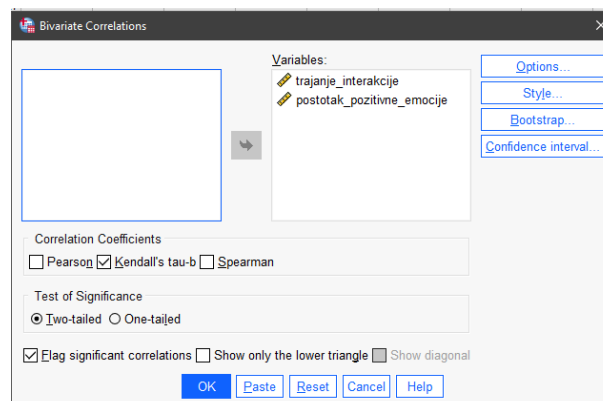 Bivariate Correlations
Variables:
trajanje_interakcije
postotak_pozitivne_emocije
Options...
Style...
Bootstrap...
Confidence interval...
Correlation Coefficients
Pearson Kendall's tau-b Spearman
Test of Significance
Two-tailed One-tailed
Flag significant correlations Show only the lower triangle Show diagonal
OK Paste Reset Cancel Help